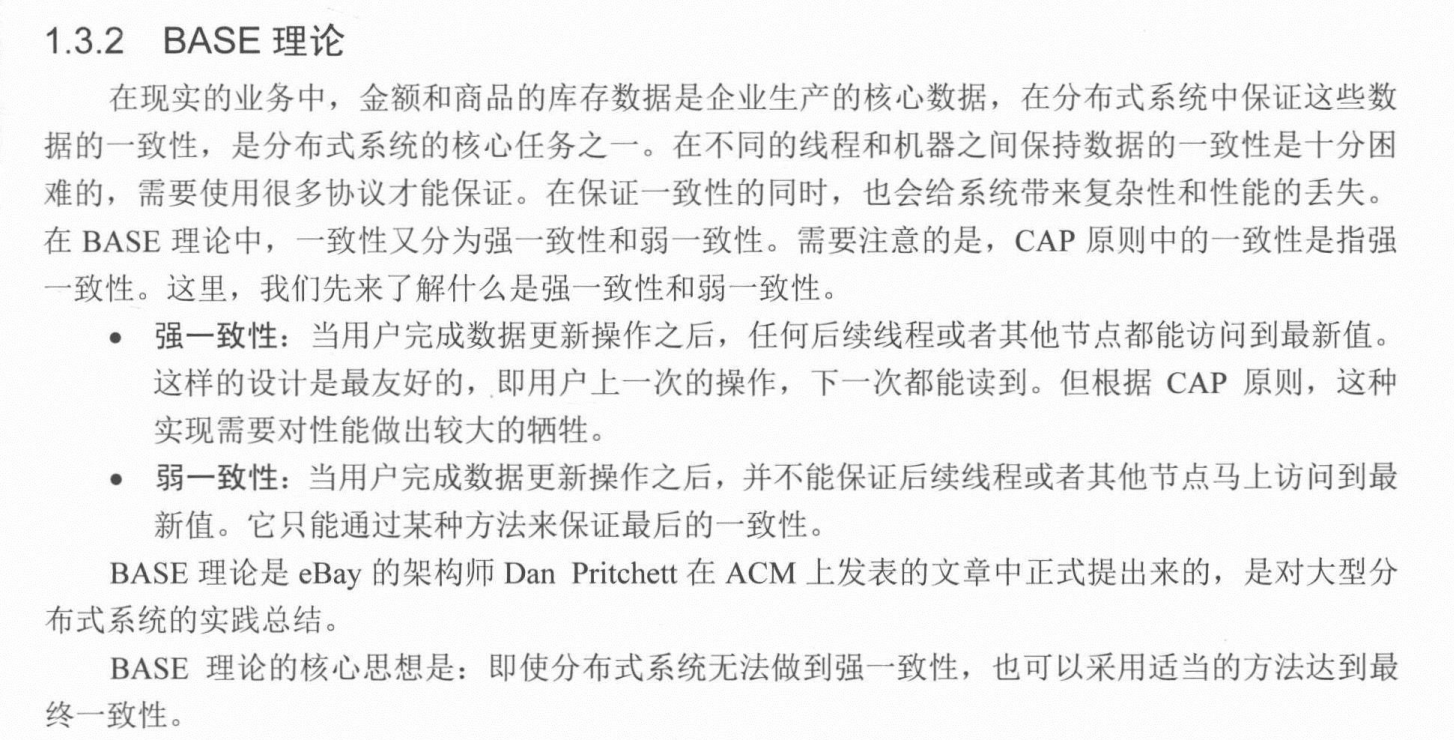 1.3.2 BASE 理论
在现实的业务中，金额和商品的库存数据是企业生产的核心数据，在分布式系统中保证这些数
据的一致性，是分布式系统的核心任务之一。在不同的线程和机器之间保持数据的一致性是十分困
难的，需要使用很多协议才能保证。在保证一致性的同时，也会给系统带来复杂性和性能的丢失。
在 BASE 理论中，一致性又分为强一致性和弱一致性。需要注意的是，CAP 原则中的一致性是指强
一致性。这里，我们先来了解什么是强一致性和弱一致性。
• 强一致性：当用户完成数据更新操作之后，任何后续线程或者其他节点都能访问到最新值。
这样的设计是最友好的，即用户上一次的操作，下一次都能读到。但根据 CAP 原则，这种
实现需要对性能做出较大的牺牲。
• 弱一致性：当用户完成数据更新操作之后，并不能保证后续线程或者其他节点马上访问到最
新值。它只能通过某种方法来保证最后的一致性。
BASE 理论是 eBay 的架构师 Dan Pritchett 在 ACM 上发表的文章中正式提出来的，是对大型分
布式系统的实践总结。
BASE 理论的核心思想是：即使分布式系统无法做到强一致性，也可以采用适当的方法达到最
终一致性。